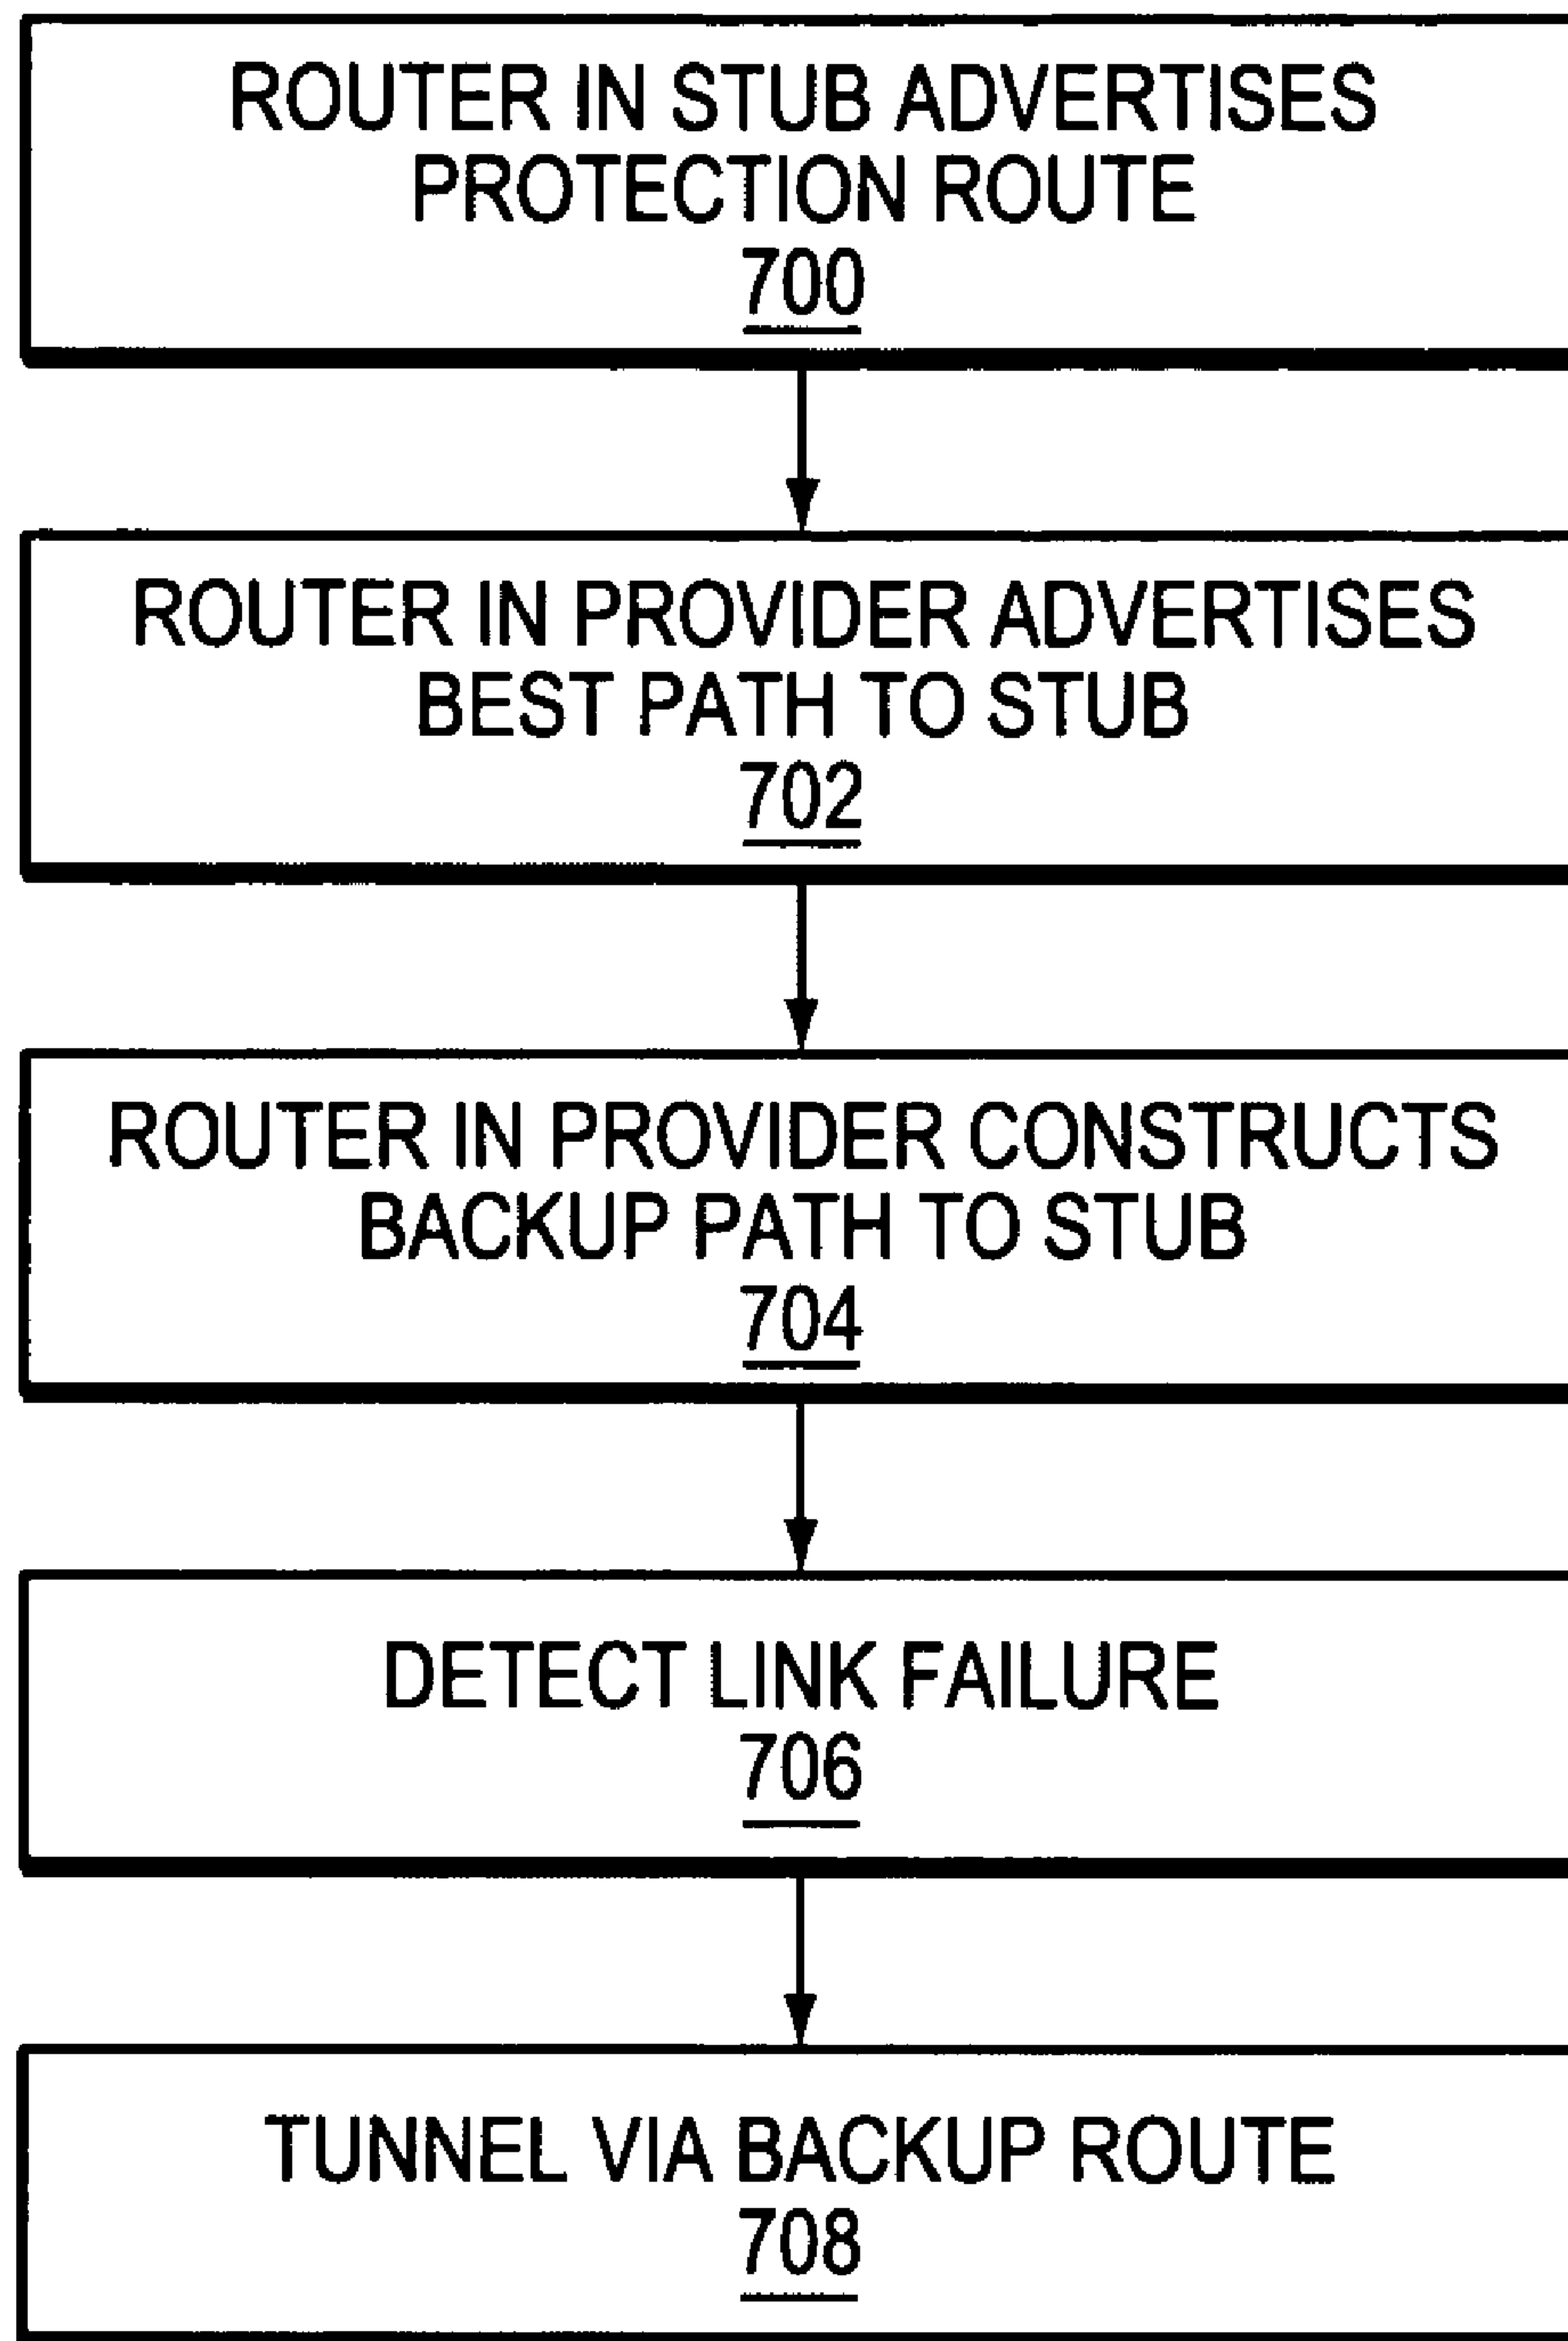 ROUTER IN STUB ADVERTISES
PROTECTION ROUTE
700
ROUTER IN PROVIDER ADVERTISES
BEST PATH TO STUB
702
ROUTER IN PROVIDER CONSTRUCTS
BACKUP PATH TO STUB
704
DETECT LINK FAILURE
706
TUNNEL VIA BACKUP ROUTE
708